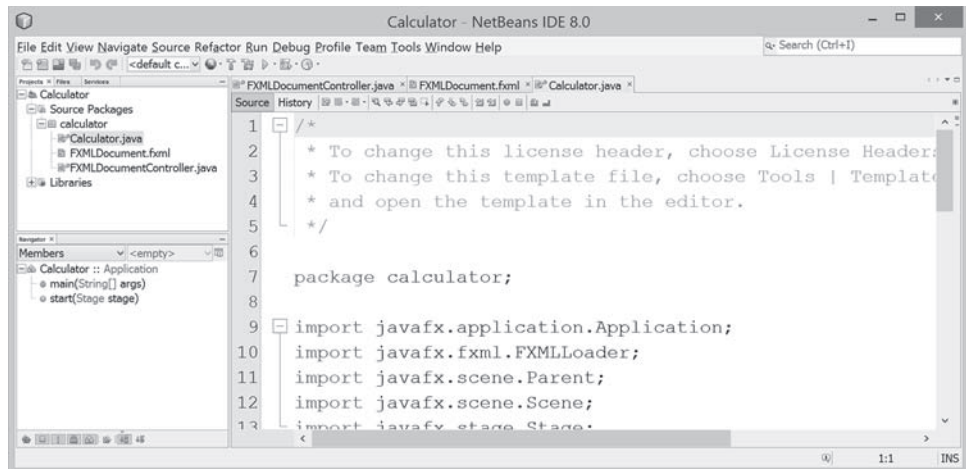 Calculator - NetBeans IDE 8.0
File Edit View Navigate Source Refactor Run Debug Profile Team Tools Window Help
Search (Ctrl+I)
<default c...
Projects × Files Services
Calculator
Source Packages
calculator
Calculator.java
FXMLDocument.fxml
FXMLDocumentController.java
Libraries
Navigator ×
Members <empty>
Calculator :: Application
main(String[] args)
start(Stage stage)
FXMLDocumentController.java × FXMLDocument.fxml × Calculator.java ×
Source History
1 /*
2 * To change this license header, choose License Headers
3 * To change this template file, choose Tools | Template
4 * and open the template in the editor.
5 */
6
7 package calculator;
8
9 import javafx.application.Application;
10 import javafx.fxml.FXMLLoader;
11 import javafx.scene.Parent;
12 import javafx.scene.Scene;
13 import javafx.stage.Stage;
1:1 INS